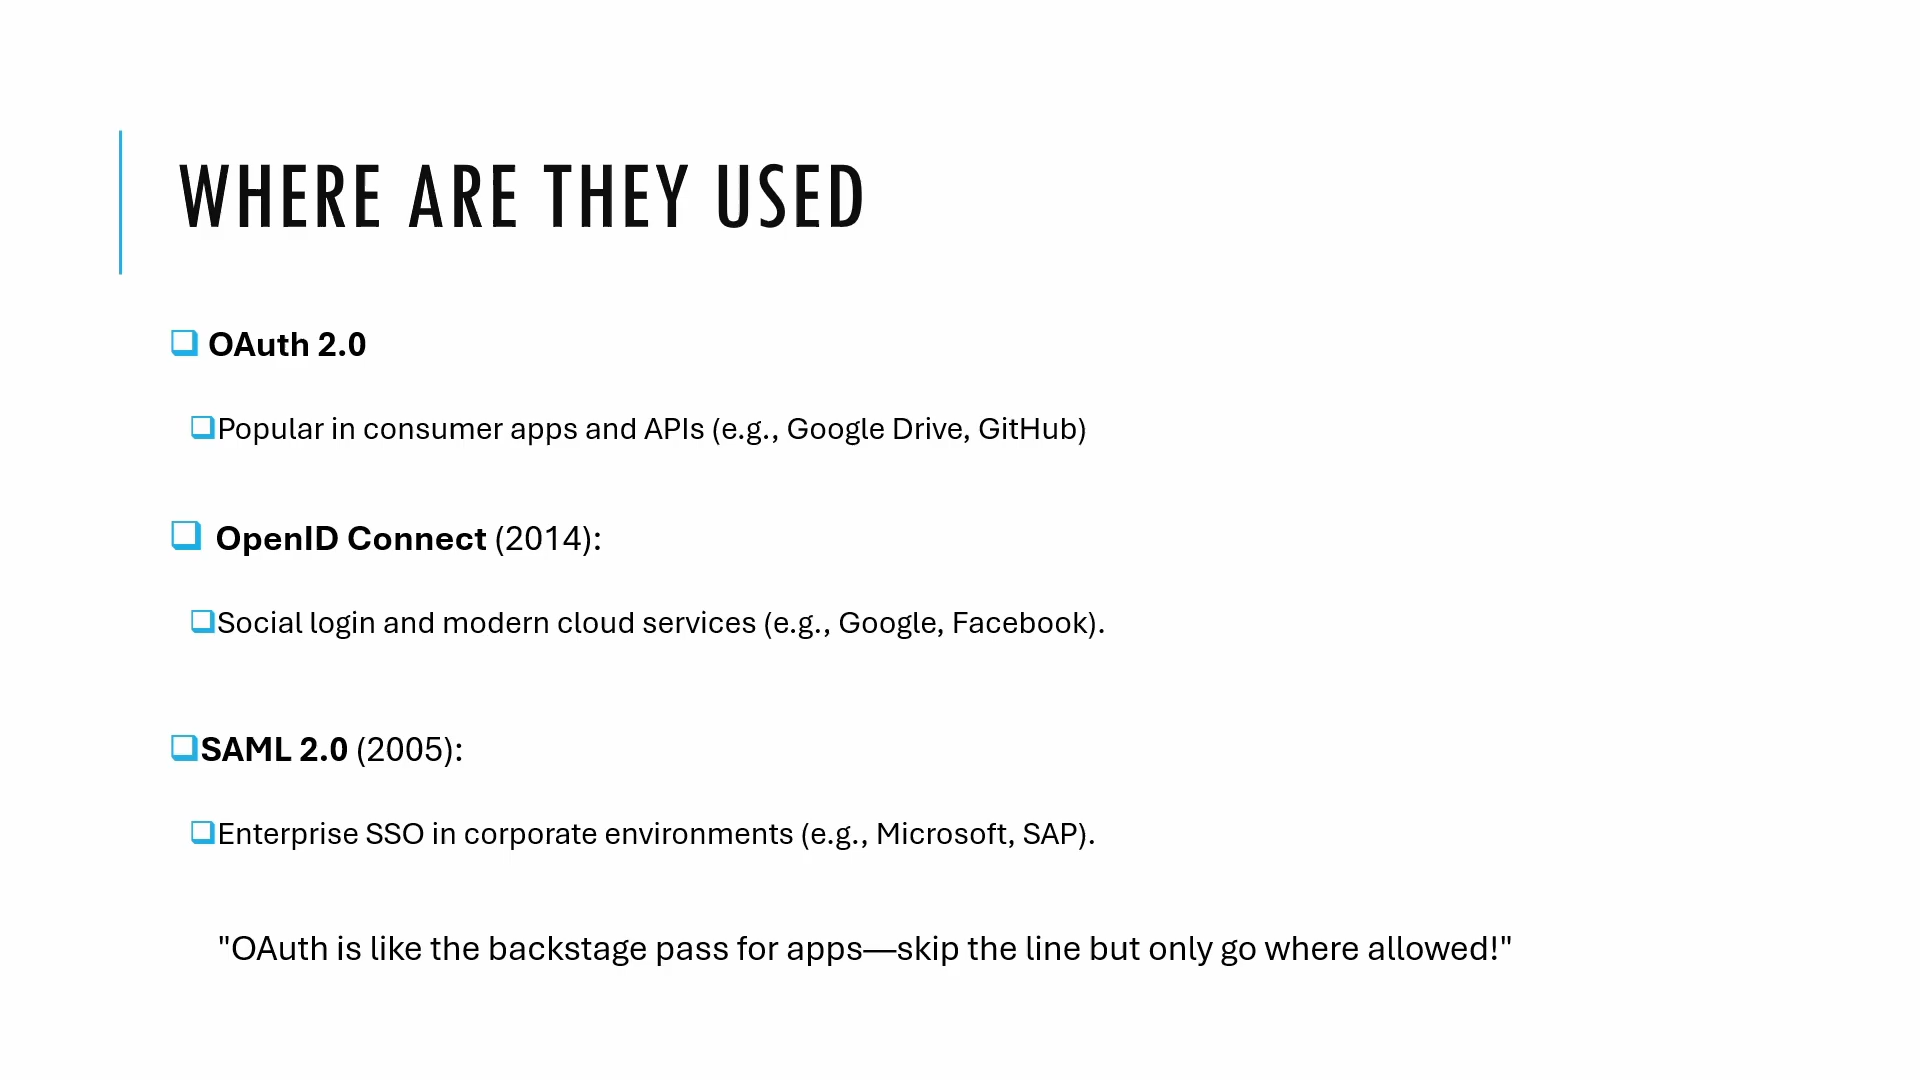 WHERE ARE THEY USED
OAuth 2.0
Popular in consumer apps and APIs (e.g., Google Drive, GitHub)
OpenID Connect (2014):
Social login and modern cloud services (e.g., Google, Facebook).
SAML 2.0 (2005):
Enterprise SSO in corporate environments (e.g., Microsoft, SAP).
"OAuth is like the backstage pass for apps—skip the line but only go where allowed!"